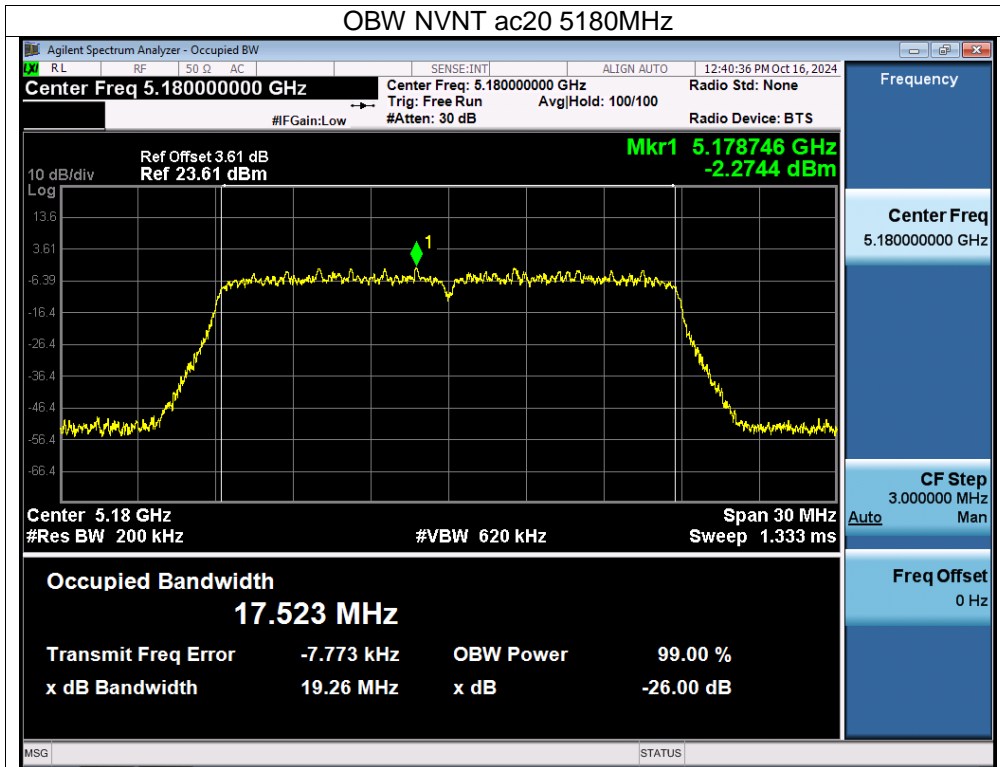 OBW NVNT ac20 5180MHz
Agilent Spectrum Analyzer - Occupied BW
LXI RL RF 50 Ω AC SENSE:INT ALIGN AUTO 12:40:36 PM Oct 16, 2024
Center Freq 5.180000000 GHz
Center Freq: 5.180000000 GHz
Radio Std: None
Trig: Free Run
Avg|Hold: 100/100
#IFGain:Low
#Atten: 30 dB
Radio Device: BTS
Frequency
Ref Offset 3.61 dB
Mkr1 5.178746 GHz
10 dB/div
Ref 23.61 dBm
-2.2744 dBm
Log
13.6
3.61
-6.39
-16.4
-26.4
-36.4
-46.4
-56.4
-66.4
1
Center 5.18 GHz
Span 30 MHz
#Res BW 200 kHz
#VBW 620 kHz
Sweep 1.333 ms
Center Freq
5.180000000 GHz
CF Step
3.000000 MHz
Auto Man
Freq Offset
0 Hz
Occupied Bandwidth
17.523 MHz
Transmit Freq Error -7.773 kHz OBW Power 99.00 %
x dB Bandwidth 19.26 MHz x dB -26.00 dB
MSG STATUS